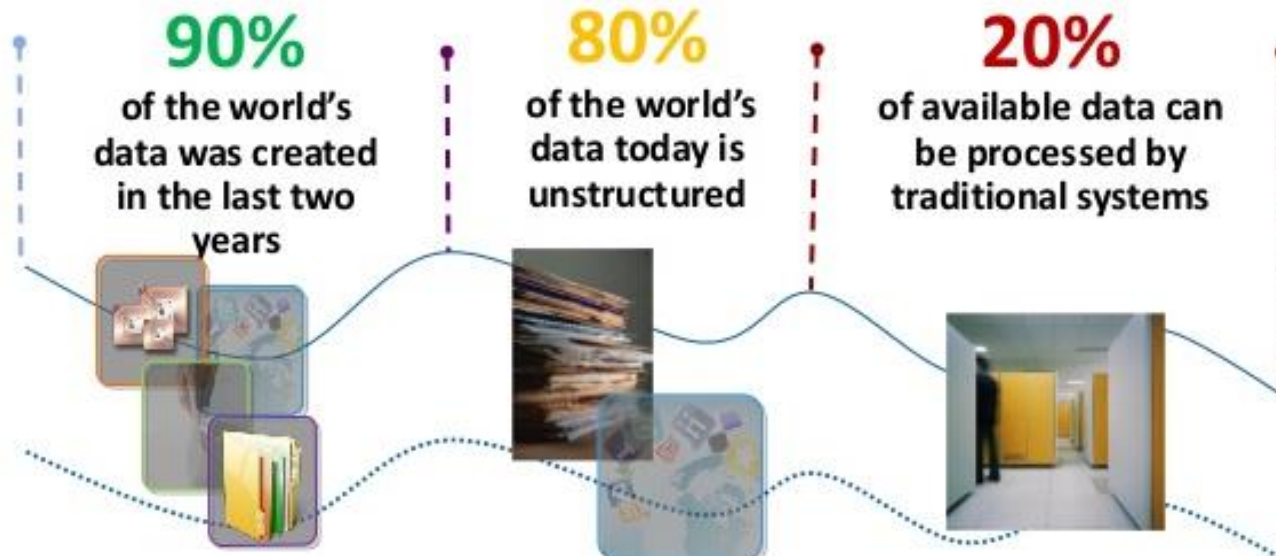 90%
of the world's
data was created
in the last two
years
80%
of the world's
data today is
unstructured
20%
of available data can
be processed by
traditional systems